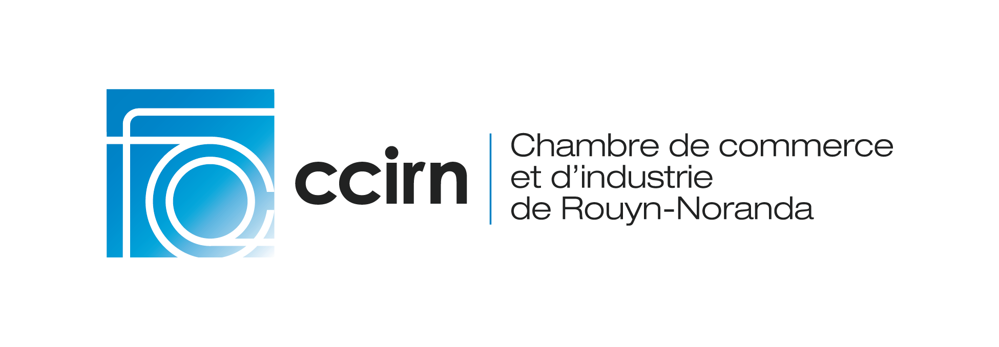 ccirn
Chambre de commerce
et d’industrie
de Rouyn-Noranda